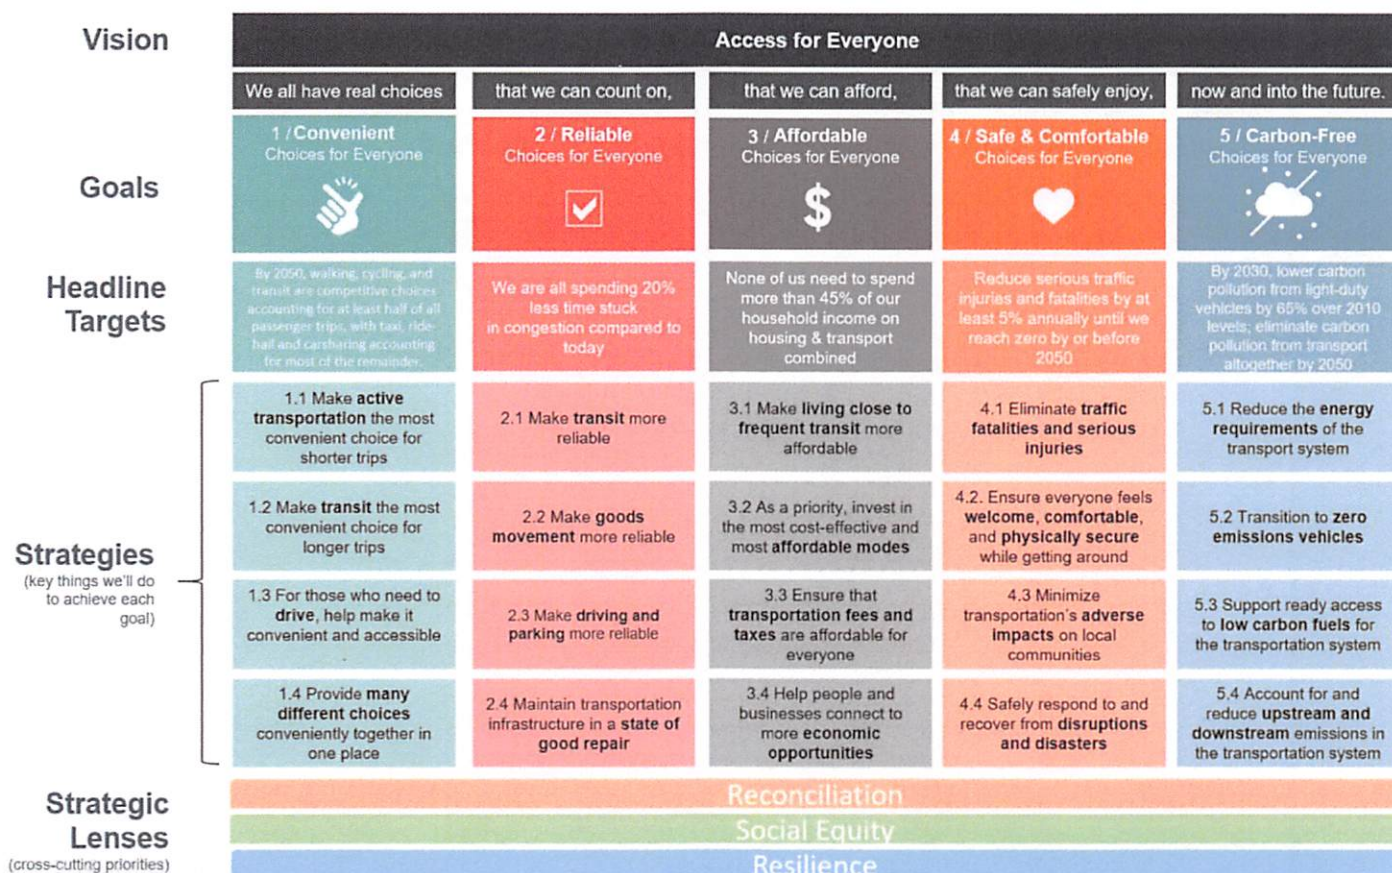 Vision
Access for Everyone
We all have real choices
that we can count on,
that we can afford,
that we can safely enjoy,
now and into the future.
Goals
1 / Convenient
Choices for Everyone
2 / Reliable
Choices for Everyone
3 / Affordable
Choices for Everyone
$
4 / Safe & Comfortable
Choices for Everyone
5 / Carbon-Free
Choices for Everyone
Headline
Targets
By 2050, walking, cycling, and
transit are competitive choices
accounting for at least half of all
passenger trips, with taxi, ride-
hail and carsharing accounting
for most of the remainder.
We are all spending 20%
less time stuck
in congestion compared to
today
None of us need to spend
more than 45% of our
household income on
housing & transport
combined
Reduce serious traffic
injuries and fatalities by at
least 5% annually until we
reach zero by or before
2050
By 2030, lower carbon
pollution from light-duty
vehicles by 65% over 2010
levels; eliminate carbon
pollution from transport
altogether by 2050
Strategies
(key things we'll do
to achieve each
goal)
1.1 Make active
transportation the most
convenient choice for
shorter trips
2.1 Make transit more
reliable
3.1 Make living close to
frequent transit more
affordable
4.1 Eliminate traffic
fatalities and serious
injuries
5.1 Reduce the energy
requirements of the
transport system
1.2 Make transit the most
convenient choice for
longer trips
2.2 Make goods
movement more reliable
3.2 As a priority, invest in
the most cost-effective and
most affordable modes
4.2. Ensure everyone feels
welcome, comfortable,
and physically secure
while getting around
5.2 Transition to zero
emissions vehicles
1.3 For those who need to
drive, help make it
convenient and accessible
2.3 Make driving and
parking more reliable
3.3 Ensure that
transportation fees and
taxes are affordable for
everyone
4.3 Minimize
transportation's adverse
impacts on local
communities
5.3 Support ready access
to low carbon fuels for
the transportation system
1.4 Provide many
different choices
conveniently together in
one place
2.4 Maintain transportation
infrastructure in a state of
good repair
3.4 Help people and
businesses connect to
more economic
opportunities
4.4 Safely respond to and
recover from disruptions
and disasters
5.4 Account for and
reduce upstream and
downstream emissions in
the transportation system
Strategic
Lenses
(cross-cutting priorities)
Reconciliation
Social Equity
Resilience